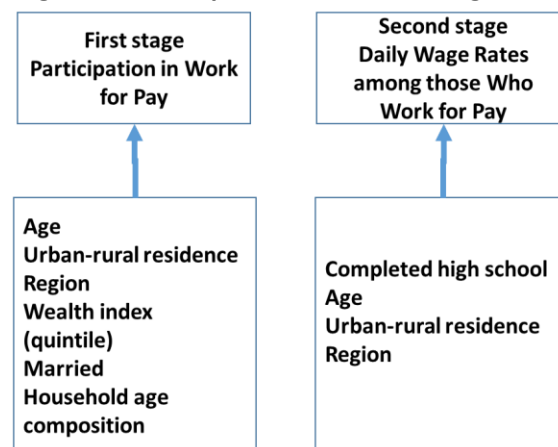 First stage
Participation in Work
for Pay
Second stage
Daily Wage Rates
among those Who
Work for Pay
Age
Urban-rural residence
Region
Wealth index
(quintile)
Married
Household age
composition
Completed high school
Age
Urban-rural residence
Region